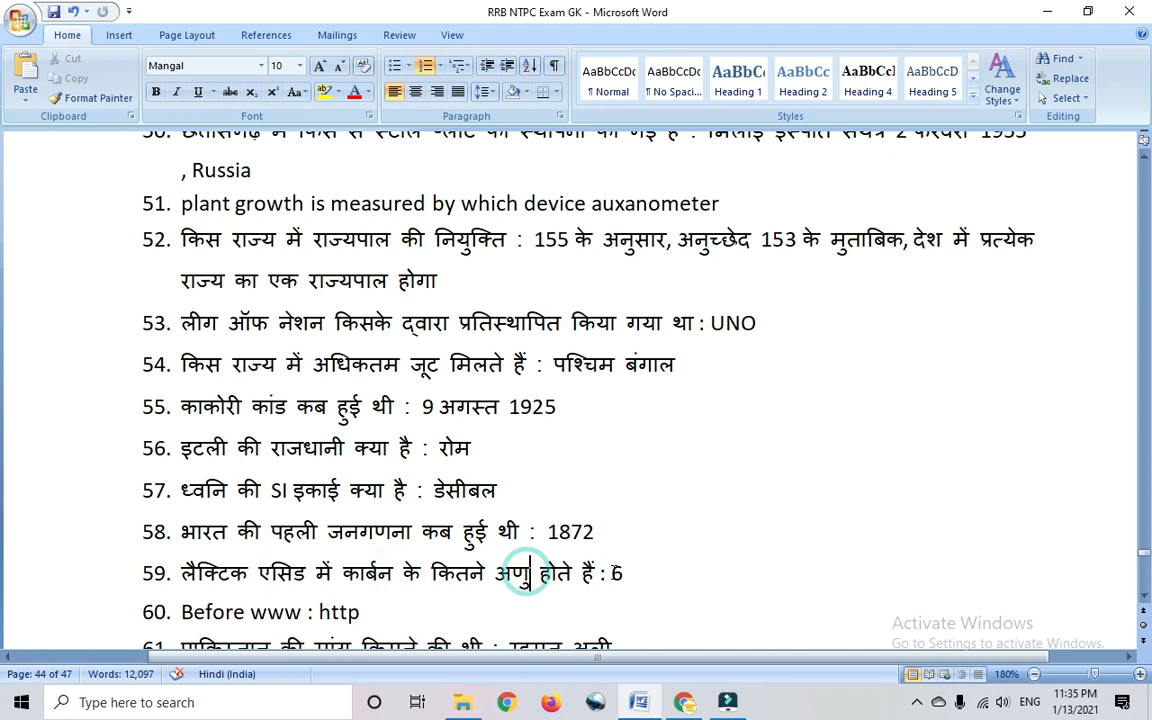 RRB NTPC Exam GK - Microsoft Word
Home Insert Page Layout References Mailings Review View
Paste Cut Copy Format Painter
Mangal 10
AaBbCcDc AaBbCcDc AaBbC AaBbCc AaBbCcI AaBbCcD
¶ Normal ¶ No Spaci... Heading 1 Heading 2 Heading 4 Heading 5
Change Styles
Find Replace Select
Clipboard Font Paragraph Styles Editing
, Russia
51. plant growth is measured by which device auxanometer
52. किस राज्य में राज्यपाल की नियुक्ति : 155 के अनुसार, अनुच्छेद 153 के मुताबिक, देश में प्रत्येक
राज्य का एक राज्यपाल होगा
53. लीग ऑफ नेशन किसके द्वारा प्रतिस्थापित किया गया था : UNO
54. किस राज्य में अधिकतम जूट मिलते हैं : पश्चिम बंगाल
55. काकोरी कांड कब हुई थी : 9 अगस्त 1925
56. इटली की राजधानी क्या है : रोम
57. ध्वनि की SI इकाई क्या है : डेसीबल
58. भारत की पहली जनगणना कब हुई थी : 1872
59. लैक्टिक एसिड में कार्बन के कितने अणु होते हैं : 6
60. Before www : http
61. पाकिस्तान की मांग किसने की थी : रहमत अली
Activate Windows
Go to Settings to activate Windows.
Page: 44 of 47 Words: 12,097 Hindi (India) 180%
Type here to search
ENG 11:35 PM
1/13/2021